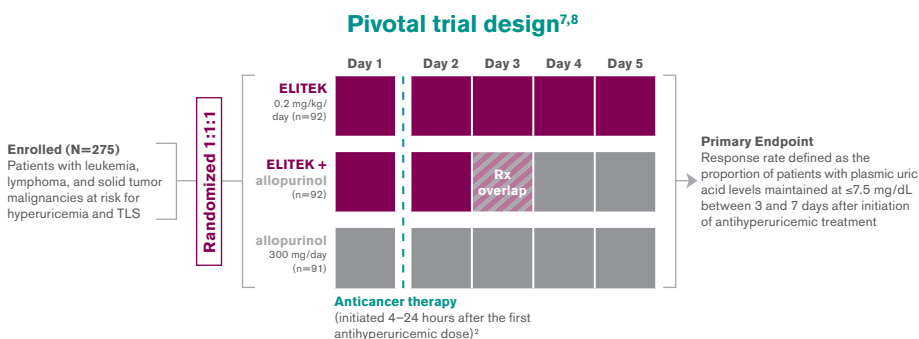 Pivotal trial design7,8
Day 1 Day 2 Day 3 Day 4 Day 5
Enrolled (N=275)
Patients with leukemia,
lymphoma, and solid tumor
malignancies at risk for
hyperuricemia and TLS
Randomized 1:1:1
ELITEK
0.2 mg/kg/
day (n=92)
ELITEK +
allopurinol
(n=92)
Rx
overlap
allopurinol
300 mg/day
(n=91)
Anticancer therapy
(initiated 4–24 hours after the first
antihyperuricemic dose)2
Primary Endpoint
Response rate defined as the
proportion of patients with plasmic uric
acid levels maintained at ≤7.5 mg/dL
between 3 and 7 days after initiation
of antihyperuricemic treatment